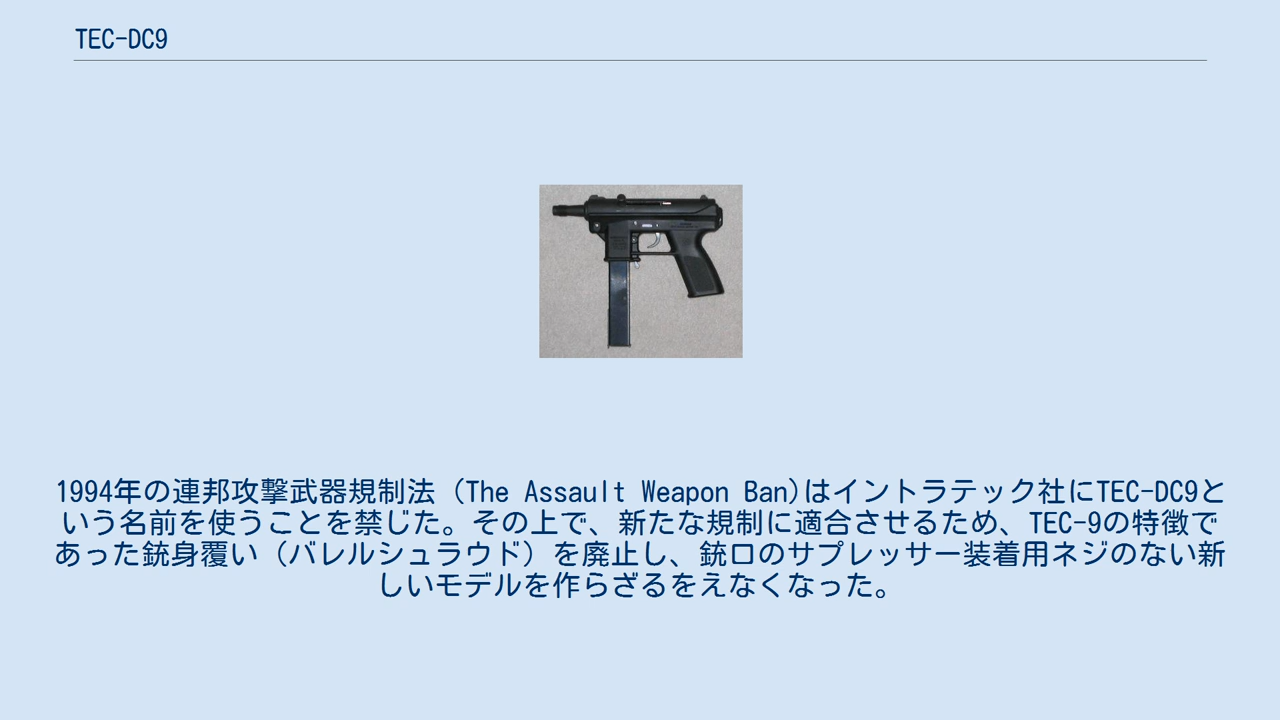 TEC-DC9
1994年の連邦攻撃武器規制法 (The Assault Weapon Ban)はイントラテック社にTEC-DC9と
いう名前を使うことを禁じた。その上で、新たな規制に適合させるため、TEC-9の特徴で
あった銃身覆い（バレルシュラウド）を廃止し、銃口のサプレッサー装着用ネジのない新
しいモデルを作らざるをえなくなった。